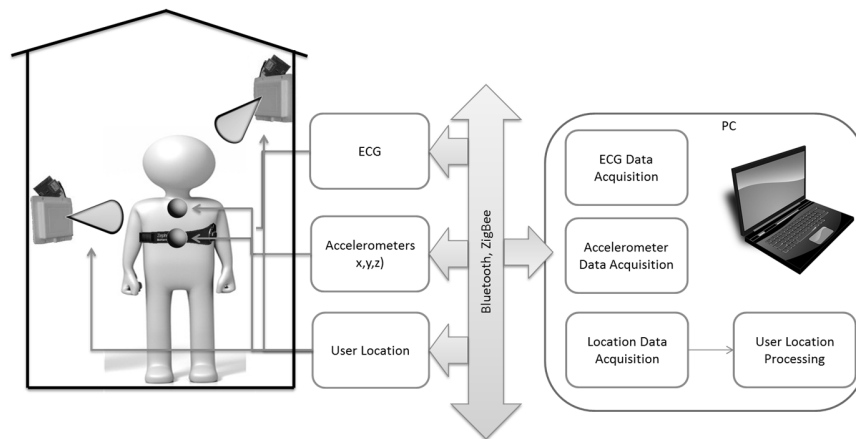 ECG
Accelerometers
x,y,z)
User Location
Bluetooth, ZigBee
PC
ECG Data
Acquisition
Accelerometer
Data Acquisition
Location Data
Acquisition
User Location
Processing